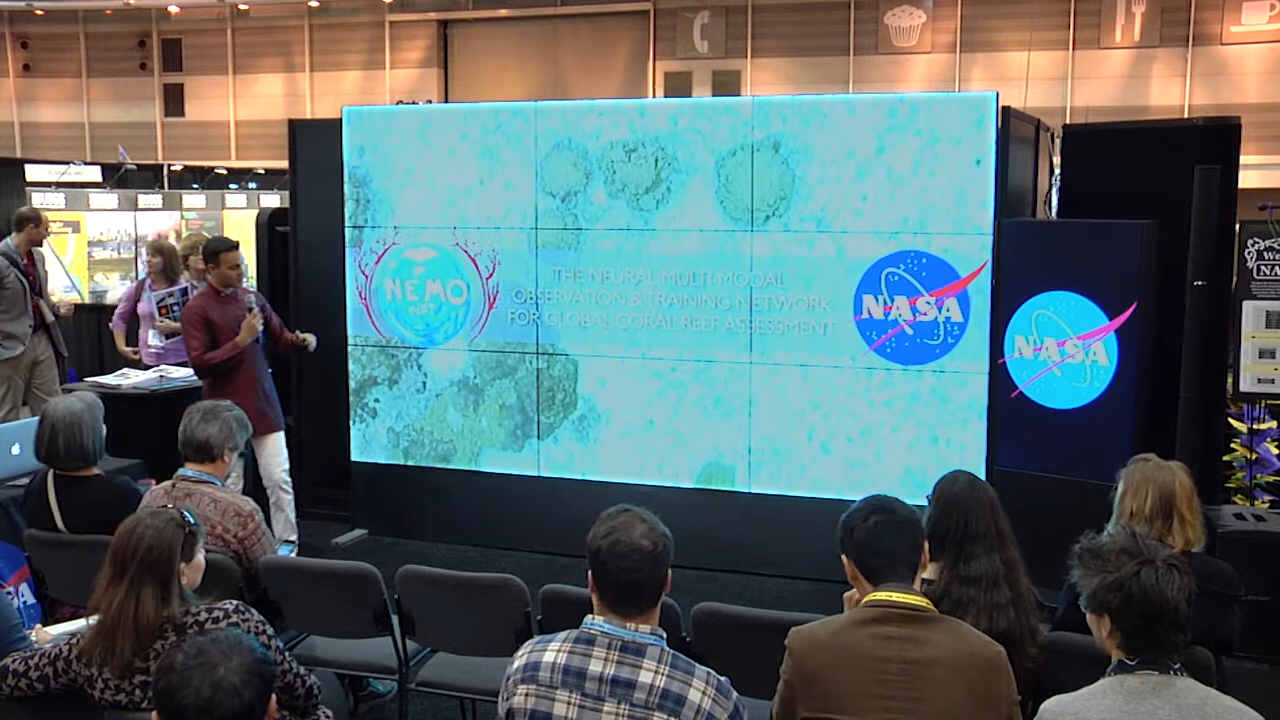 NEMO
NET
THE NEURAL MULTI-MODAL
OBSERVATION & TRAINING NETWORK
FOR GLOBAL CORAL REEF ASSESSMENT
NASA
NASA